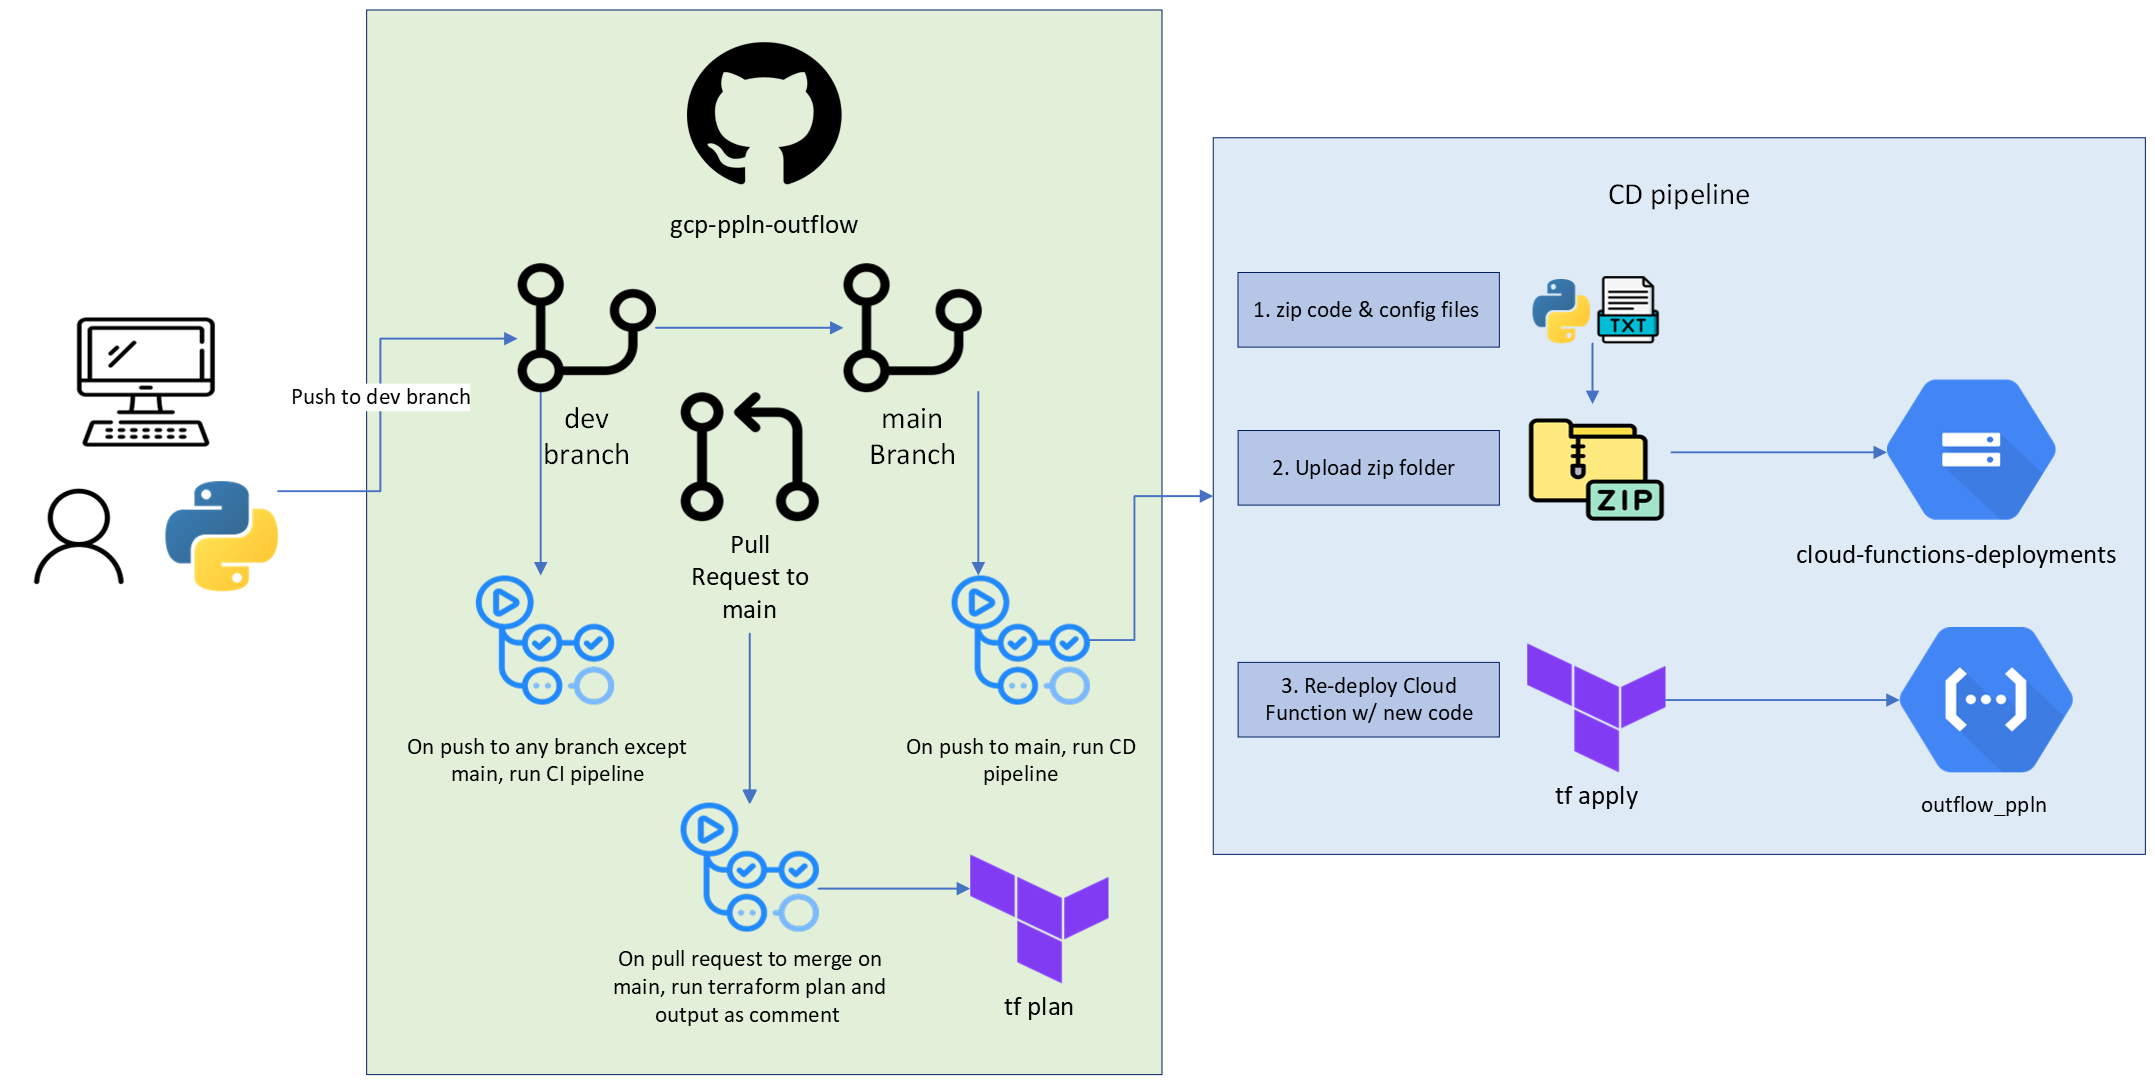 gcp-ppln-outflow
Push to dev branch
dev
branch
main
Branch
Pull
Request to
main
On push to any branch except
main, run CI pipeline
On push to main, run CD
pipeline
On pull request to merge on
main, run terraform plan and
output as comment
tf plan
CD pipeline
1. zip code & config files
TXT
2. Upload zip folder
ZIP
cloud-functions-deployments
3. Re-deploy Cloud
Function w/ new code
tf apply
outflow_ppln